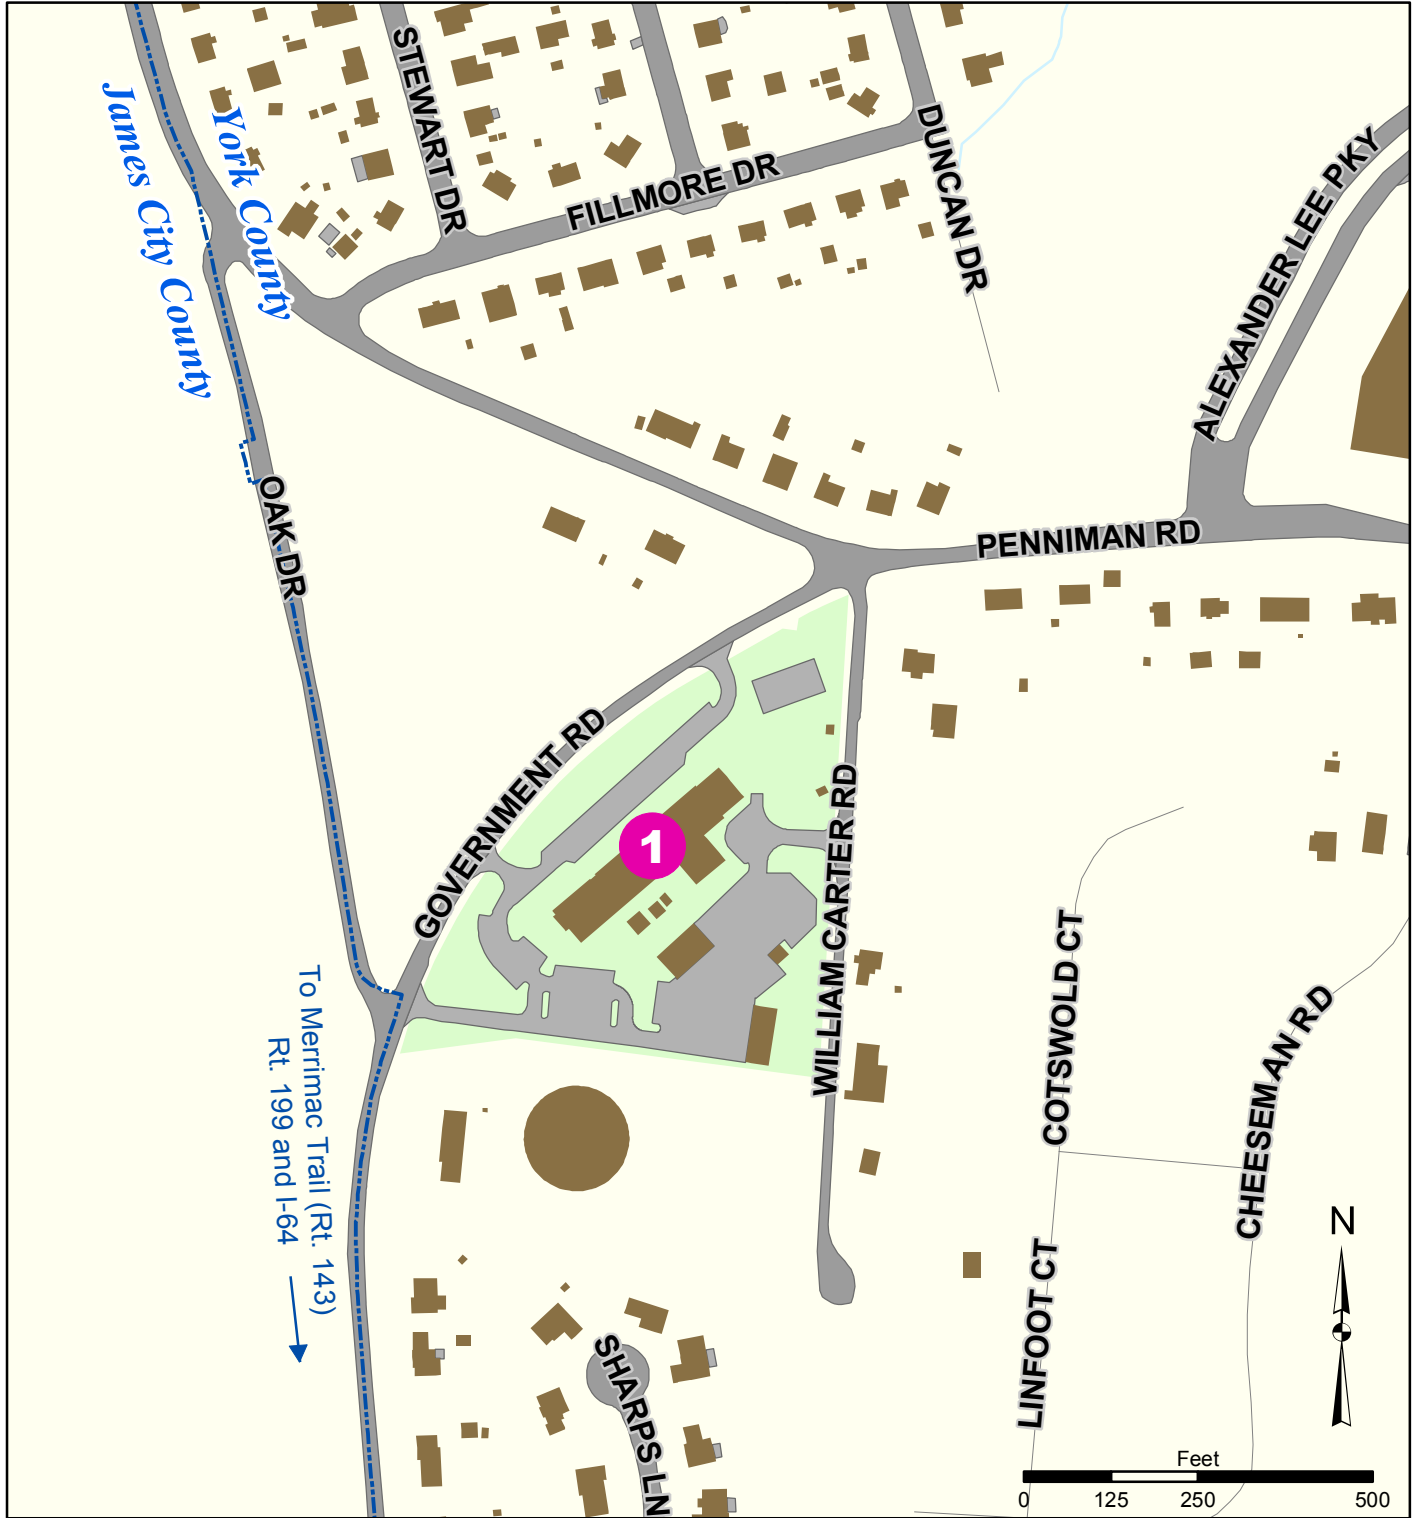 STEWART DR
James City County
York County
FILLMORE DR
DUNCAN DR
ALEXANDER LEE PKY
OAK DR
PENNIMAN RD
GOVERNMENT RD
1
WILLIAM CARTER RD
COTSWOLD CT
CHEESEMAN RD
To Merrimac Trail (Rt. 143)
Rt. 199 and I-64
LINFOOT CT
SHARPS LN
N
Feet
0 125 250 500